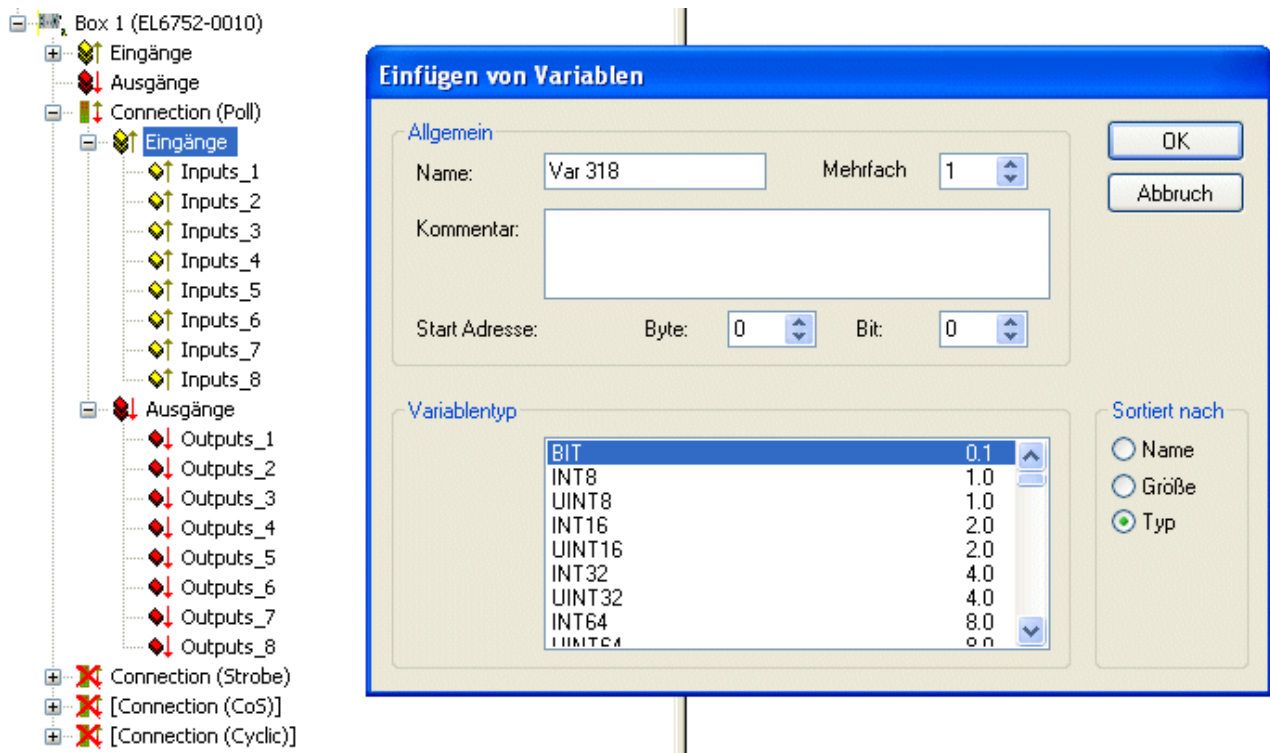 Box 1 (EL6752-0010)
Eingänge
Ausgänge
Connection (Poll)
Eingänge
Inputs_1
Inputs_2
Inputs_3
Inputs_4
Inputs_5
Inputs_6
Inputs_7
Inputs_8
Ausgänge
Outputs_1
Outputs_2
Outputs_3
Outputs_4
Outputs_5
Outputs_6
Outputs_7
Outputs_8
Connection (Strobe)
[Connection (CoS)]
[Connection (Cyclic)]
Einfügen von Variablen
Allgemein
Name: Var 318 Mehrfach 1
Kommentar:
Start Adresse: Byte: 0 Bit: 0
OK
Abbruch
Variablentyp
BIT 0.1
INT8 1.0
UINT8 1.0
INT16 2.0
UINT16 2.0
INT32 4.0
UINT32 4.0
INT64 8.0
UINT64 8.0
Sortiert nach
Name
Größe
Typ